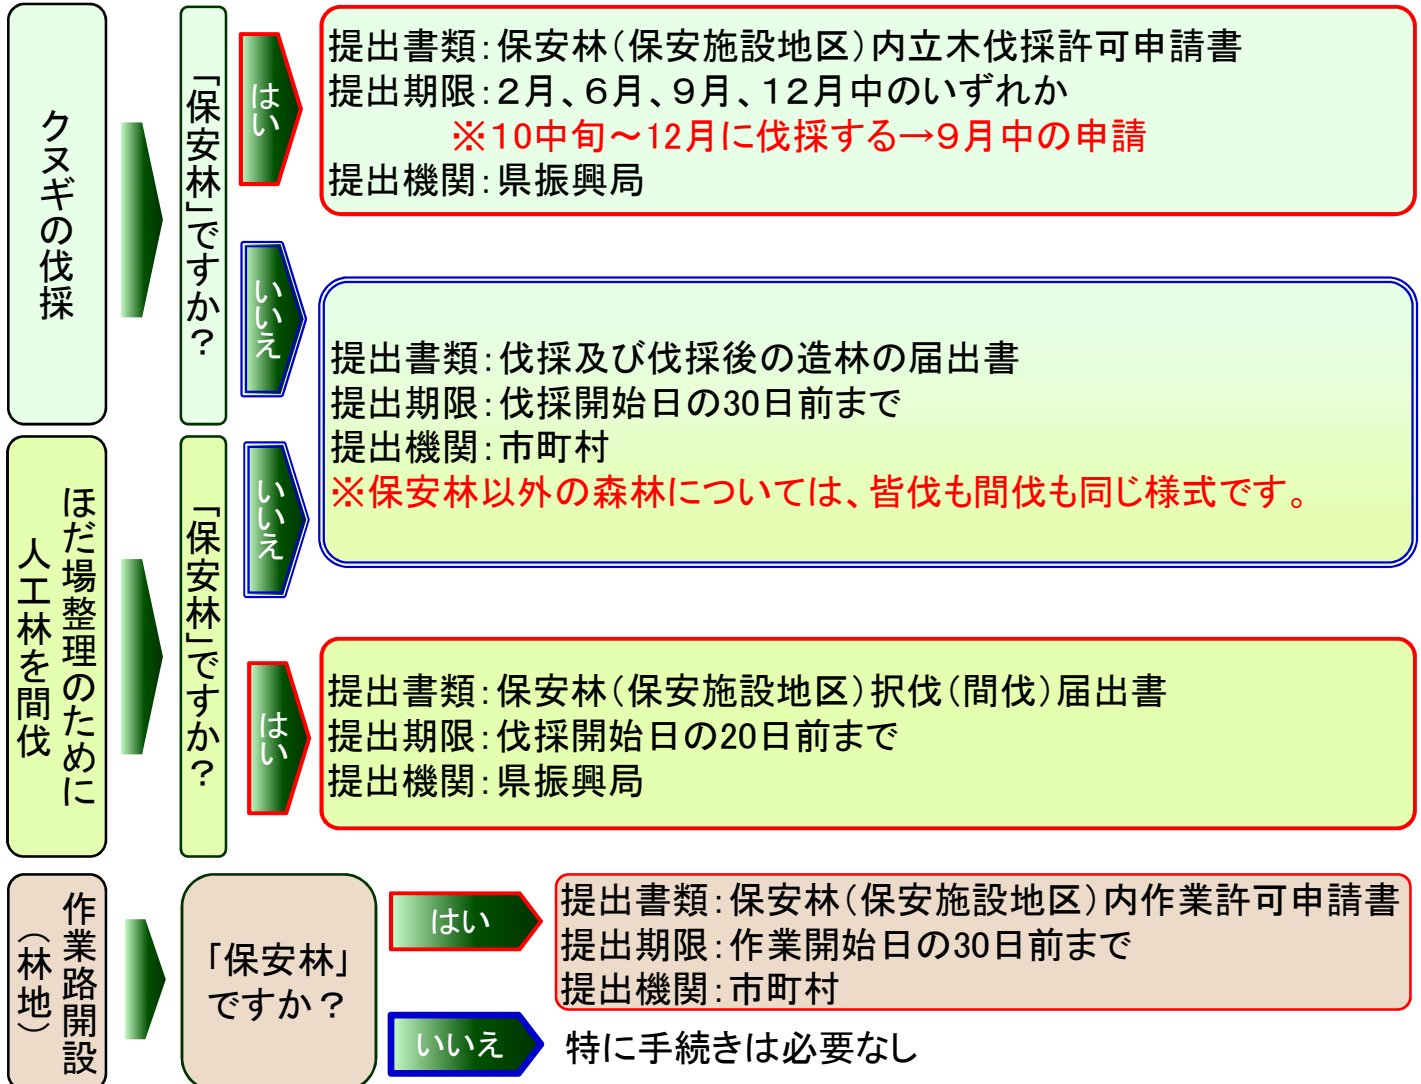 クヌギの伐採
「保安林」ですか？
はい
提出書類：保安林（保安施設地区）内立木伐採許可申請書
提出期限：２月、６月、９月、１２月中のいずれか
※10中旬～12月に伐採する→９月中の申請
提出機関：県振興局
いいえ
提出書類：伐採及び伐採後の造林の届出書
提出期限：伐採開始日の30日前まで
提出機関：市町村
※保安林以外の森林については、皆伐も間伐も同じ様式です。
ほだ場整理のために
人工林を間伐
「保安林」ですか？
いいえ
はい
提出書類：保安林（保安施設地区）択伐（間伐）届出書
提出期限：伐採開始日の20日前まで
提出機関：県振興局
作業路開設
（林地）
「保安林」
ですか？
はい
提出書類：保安林（保安施設地区）内作業許可申請書
提出期限：作業開始日の30日前まで
提出機関：市町村
いいえ
特に手続きは必要なし